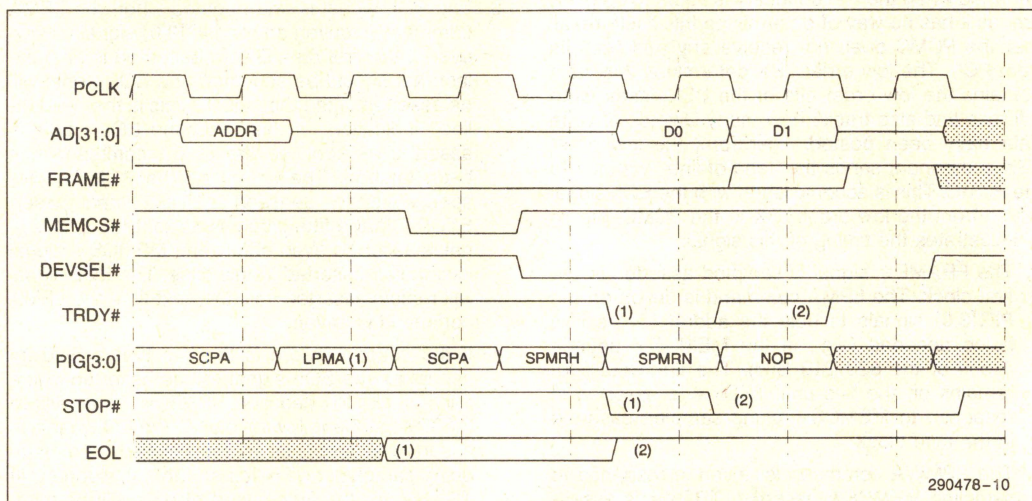 PCLK
AD[31:0] ADDR D0 D1
FRAME#
MEMCS#
DEVSEL#
TRDY# (1) (2)
PIG[3:0] SCPA LPMA (1) SCPA SPMRH SPMRN NOP
STOP# (1) (2)
EOL (1) (2)
290478–10